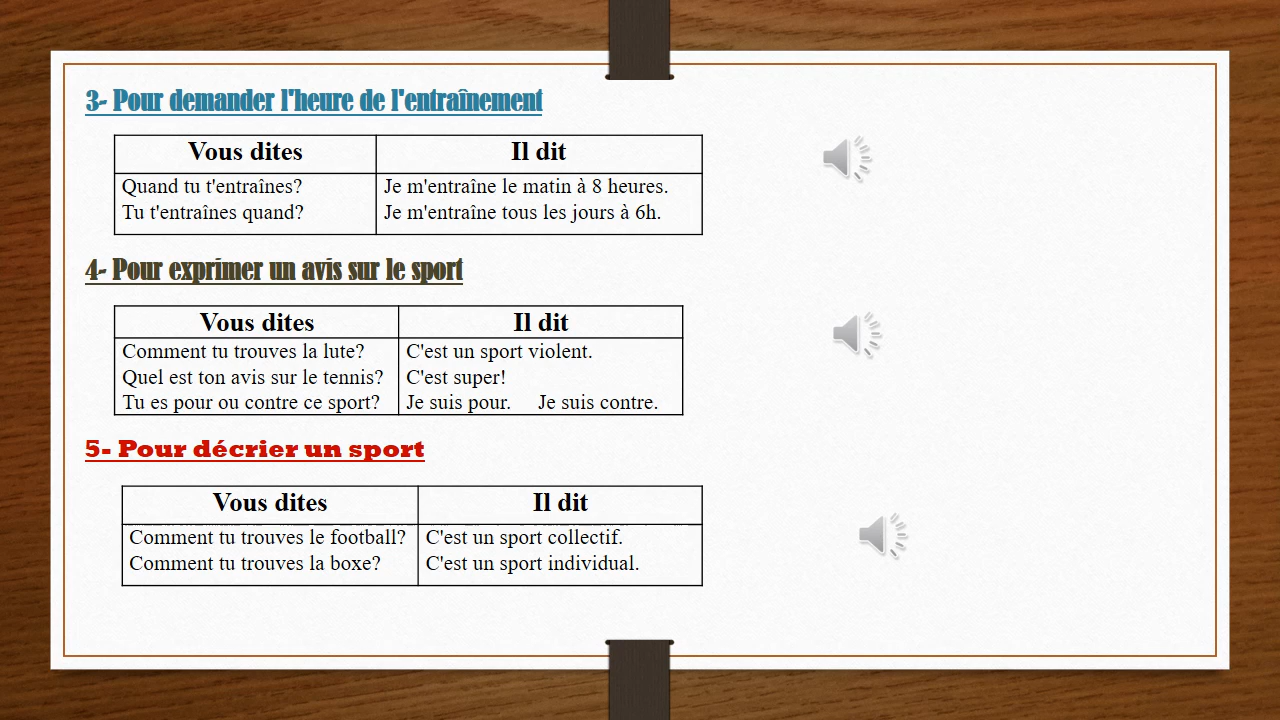 3- Pour demander l'heure de l'entraînement
Vous dites Il dit
Quand tu t'entraînes? Je m'entraîne le matin à 8 heures.
Tu t'entraînes quand? Je m'entraîne tous les jours à 6h.
4- Pour exprimer un avis sur le sport
Vous dites Il dit
Comment tu trouves la lute? C'est un sport violent.
Quel est ton avis sur le tennis? C'est super!
Tu es pour ou contre ce sport? Je suis pour. Je suis contre.
5- Pour décrier un sport
Vous dites Il dit
Comment tu trouves le football? C'est un sport collectif.
Comment tu trouves la boxe? C'est un sport individual.